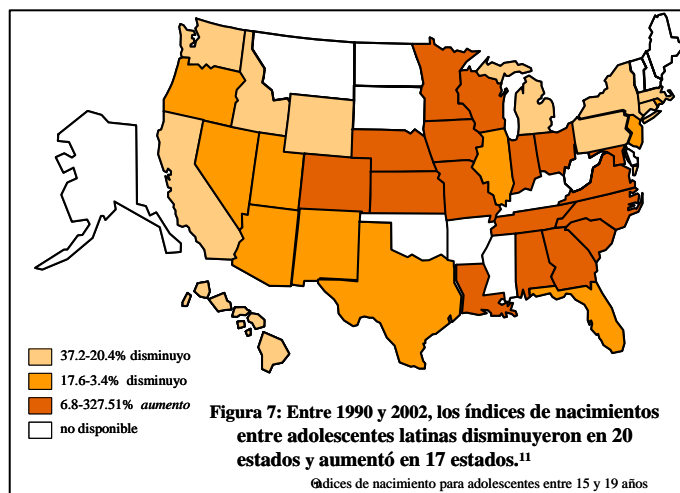 37.2-20.4% disminuyo
17.6-3.4% disminuyo
6.8-327.51% aumento
no disponible
Figura 7: Entre 1990 y 2002, los índices de nacimientos
entre adolescentes latinas disminuyeron en 20
estados y aumentó en 17 estados.¹¹
índices de nacimiento para adolescentes entre 15 y 19 años